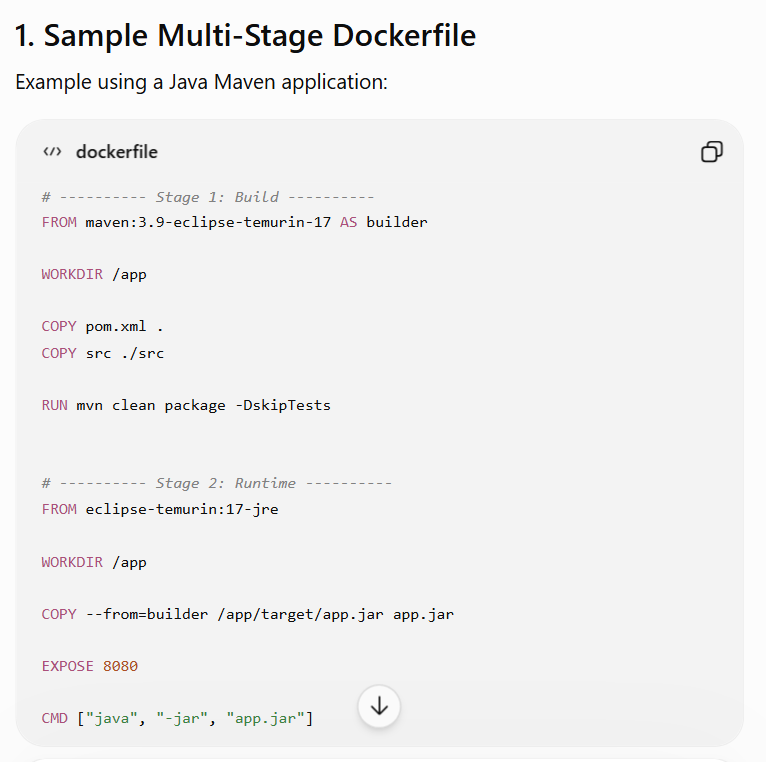 1. Sample Multi-Stage Dockerfile
Example using a Java Maven application:
dockerfile
# ---------- Stage 1: Build ----------
FROM maven:3.9-eclipse-temurin-17 AS builder
WORKDIR /app
COPY pom.xml .
COPY src ./src
RUN mvn clean package -DskipTests
# ---------- Stage 2: Runtime ----------
FROM eclipse-temurin:17-jre
WORKDIR /app
COPY --from=builder /app/target/app.jar app.jar
EXPOSE 8080
CMD ["java", "-jar", "app.jar"]